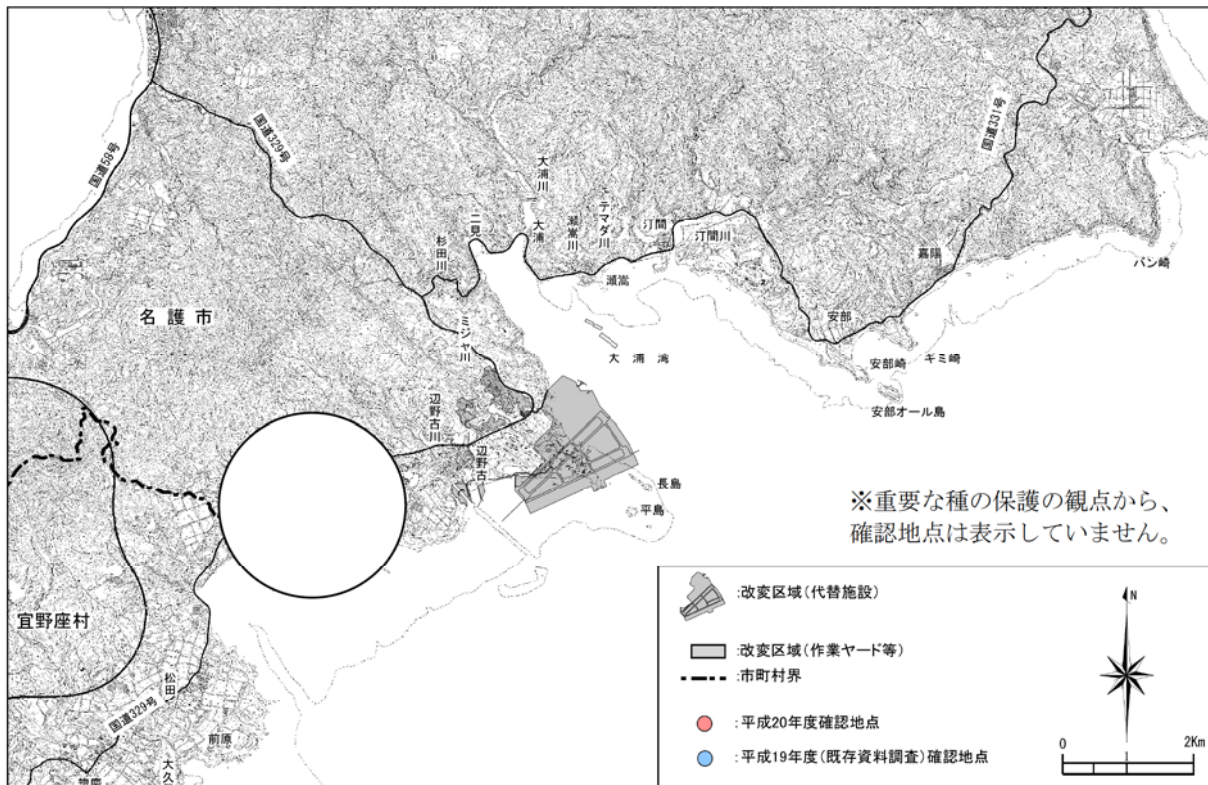 国道58号
国道329号
国道331号
大浦川
大浦
二見
杉田川
瀬嵩川
テマダ川
汀間
汀間川
瀬嵩
嘉陽
バン崎
安部
安部崎
ギミ崎
安部オール島
大浦湾
名護市
ミジャ川
辺野古川
辺野古
長島
平島
宜野座村
松田
国道329号
前原
大久
惣慶
※重要な種の保護の観点から、
確認地点は表示していません。
:改変区域(代替施設)
:改変区域(作業ヤード等)
:市町村界
:平成20年度確認地点
:平成19年度(既存資料調査)確認地点
N
0 2Km